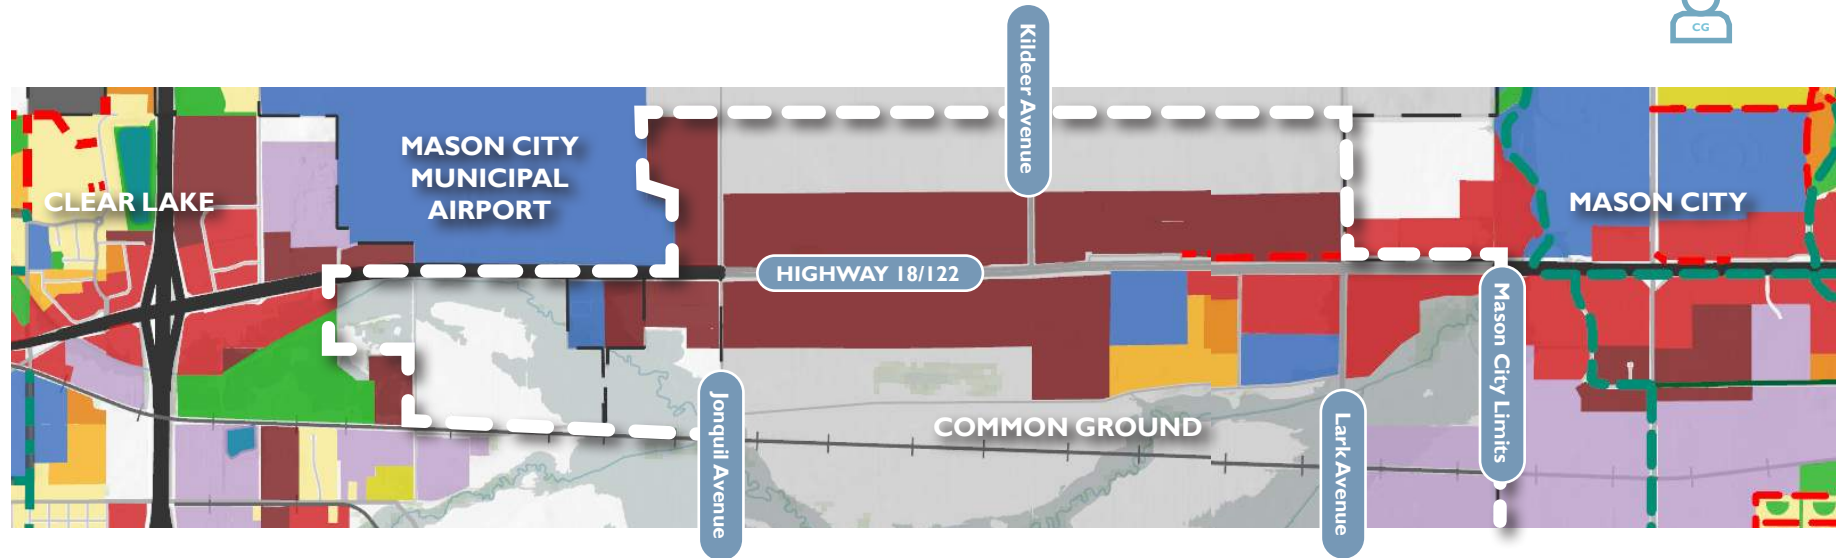 CG
Kildeer Avenue
MASON CITY
MUNICIPAL
AIRPORT
CLEAR LAKE
MASON CITY
HIGHWAY 18/122
Mason City Limits
Jonquil Avenue
Lark Avenue
COMMON GROUND